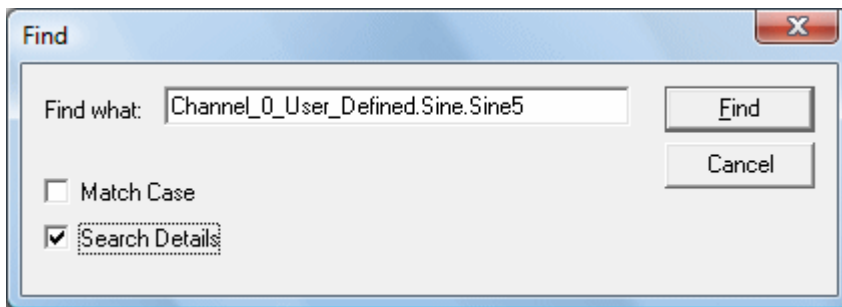 Find
Find what: Channel_0_User_Defined.Sine.Sine5
Find
Cancel
Match Case
Search Details